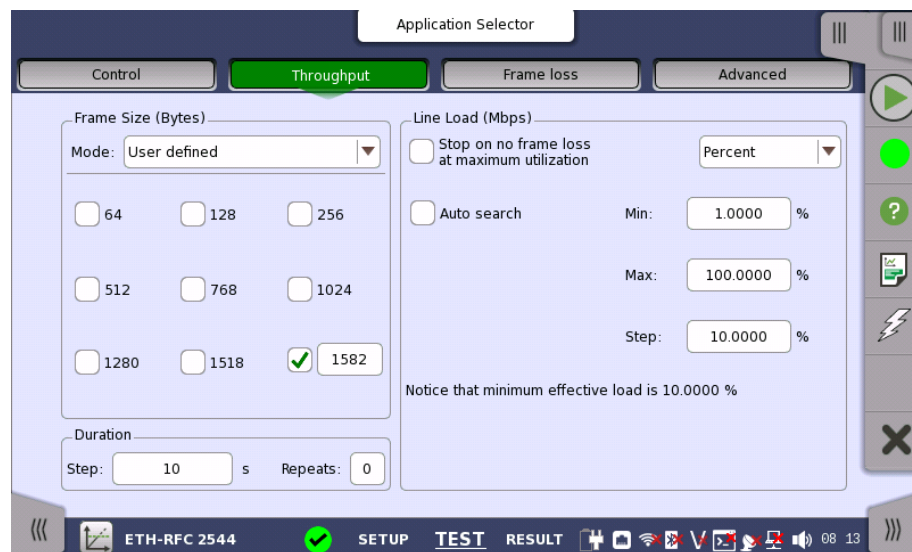 Application Selector
Control
Throughput
Frame loss
Advanced
Frame Size (Bytes)
Mode: User defined
64 128 256
512 768 1024
1280 1518 1582
Duration
Step: 10 s Repeats: 0
Line Load (Mbps)
Stop on no frame loss
at maximum utilization
Percent
Auto search
Min: 1.0000 %
Max: 100.0000 %
Step: 10.0000 %
Notice that minimum effective load is 10.0000 %
ETH-RFC 2544 SETUP TEST RESULT 08 13